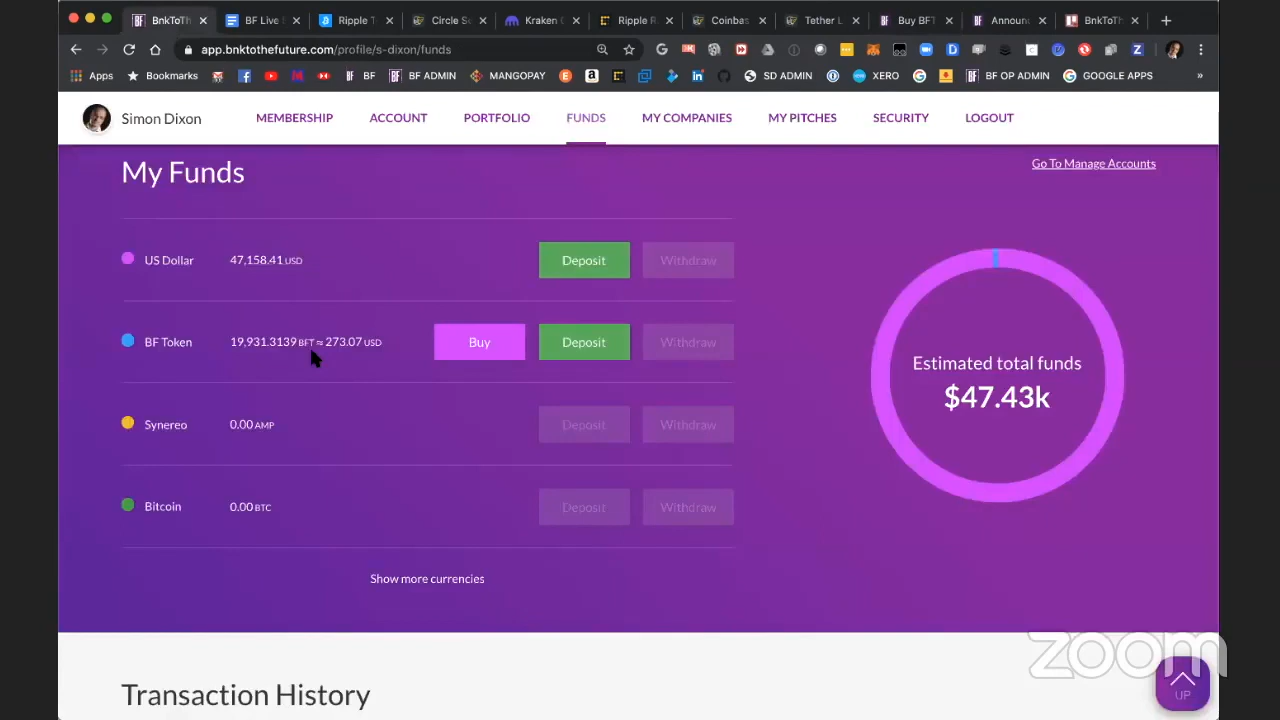 BnkToTh
BF Live E
Ripple T
Circle Se
Kraken C
Ripple R
Coinbas
Tether L
Buy BFT
Announ
BnkToTh
app.bnktothefuture.com/profile/s-dixon/funds
Apps
Bookmarks
BF
BF ADMIN
MANGOPAY
SD ADMIN
XERO
BF OP ADMIN
GOOGLE APPS
»
Simon Dixon
MEMBERSHIP
ACCOUNT
PORTFOLIO
FUNDS
MY COMPANIES
MY PITCHES
SECURITY
LOGOUT
My Funds
Go To Manage Accounts
US Dollar 47,158.41 USD Deposit Withdraw
BF Token 19,931.3139 BFT ≈ 273.07 USD Buy Deposit Withdraw
Synereo 0.00 AMP Deposit Withdraw
Bitcoin 0.00 BTC Deposit Withdraw
Estimated total funds
$47.43k
Show more currencies
Transaction History
zoom
UP